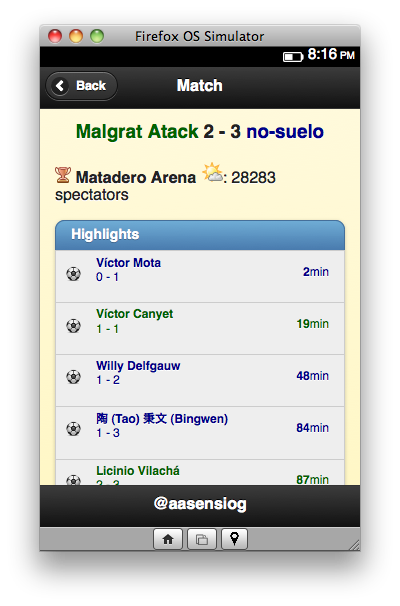 Firefox OS Simulator
8:16 PM
Back
Match
Malgrat Atack 2 - 3 no-suelo
Matadero Arena : 28283
spectators
Highlights
Víctor Mota
0 - 1
2min
Víctor Canyet
1 - 1
19min
Willy Delfgauw
1 - 2
48min
陶 (Tao) 秉文 (Bingwen)
1 - 3
84min
Licinio Vilachá
2 - 3
87min
@aasensiog